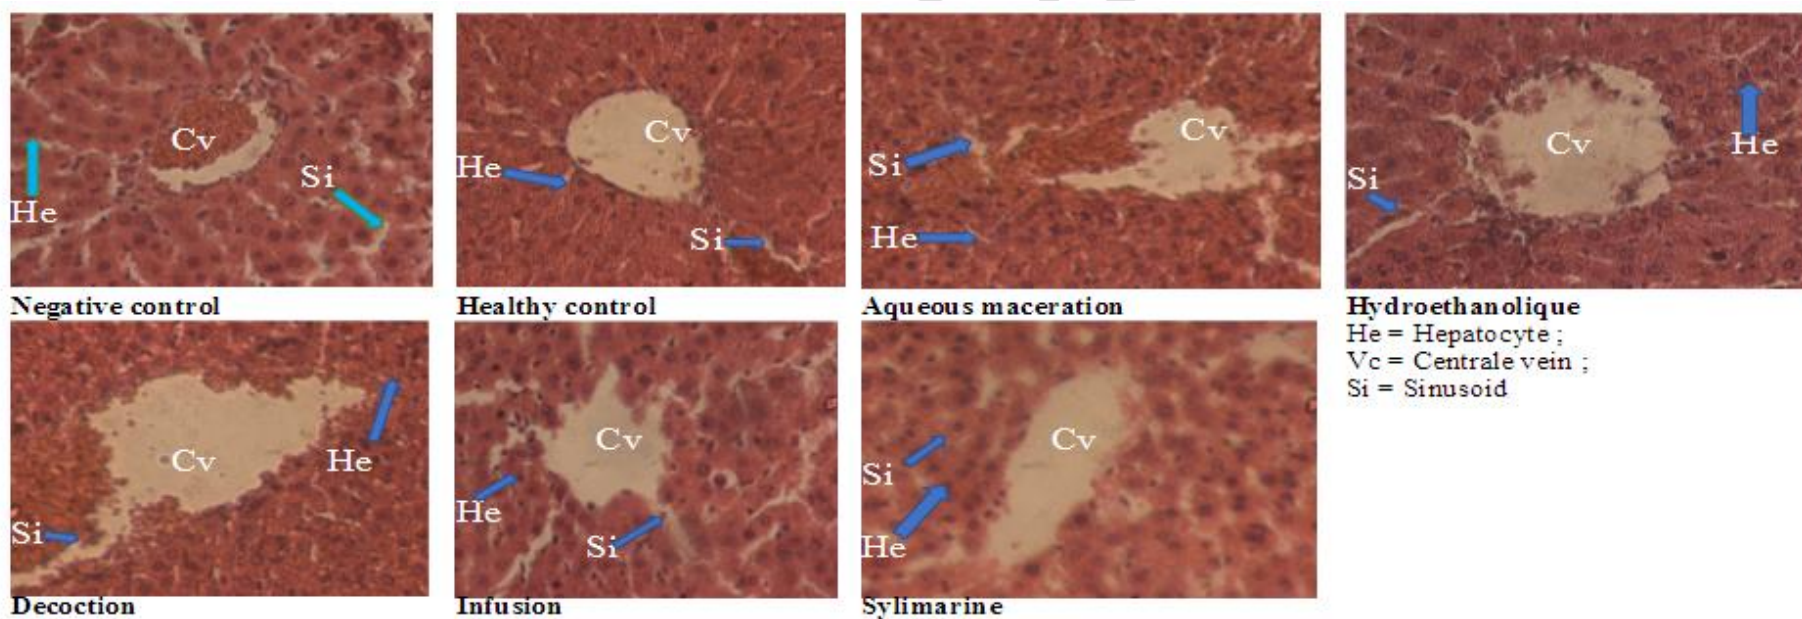 Cv
He
Si
Negative control
Cv
He
Si
Healthy control
Cv
Si
He
Aqueous maceration
Cv
He
Si
Hydroethanolique
He = Hepatocyte ;
Vc = Centrale vein ;
Si = Sinusoid
Cv
He
Si
Decoction
Cv
He
Si
Infusion
Cv
Si
He
Sylimarine